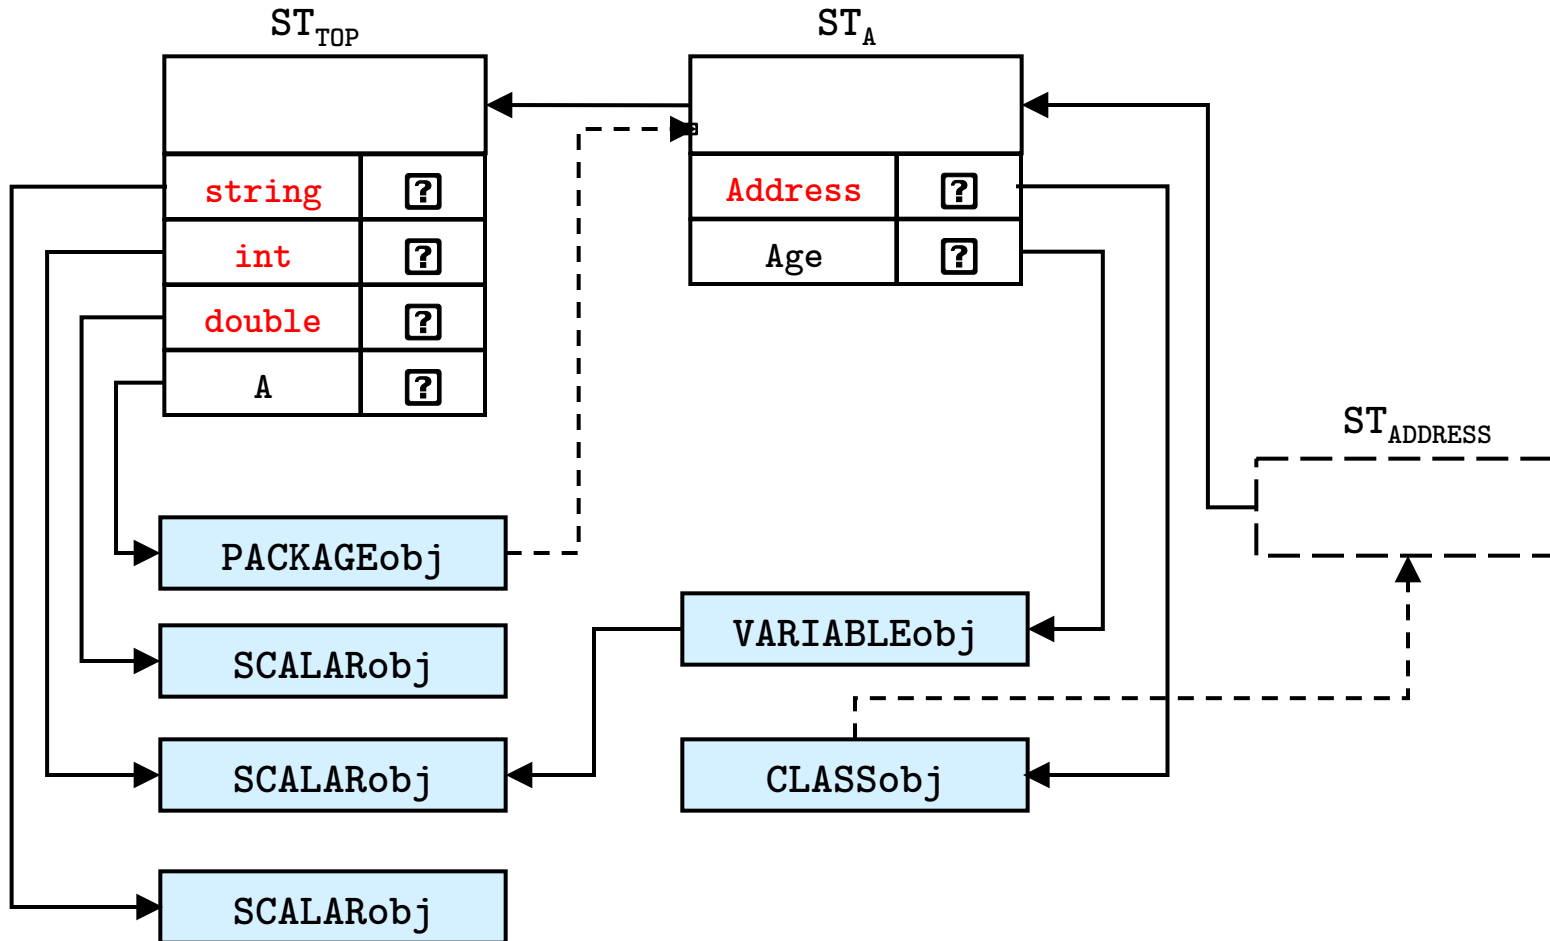 ST_TOP
ST_A
string ?
int ?
double ?
A ?
Address ?
Age ?
ST_ADDRESS
PACKAGEobj
SCALARobj
SCALARobj
SCALARobj
VARIABLEobj
CLASSobj